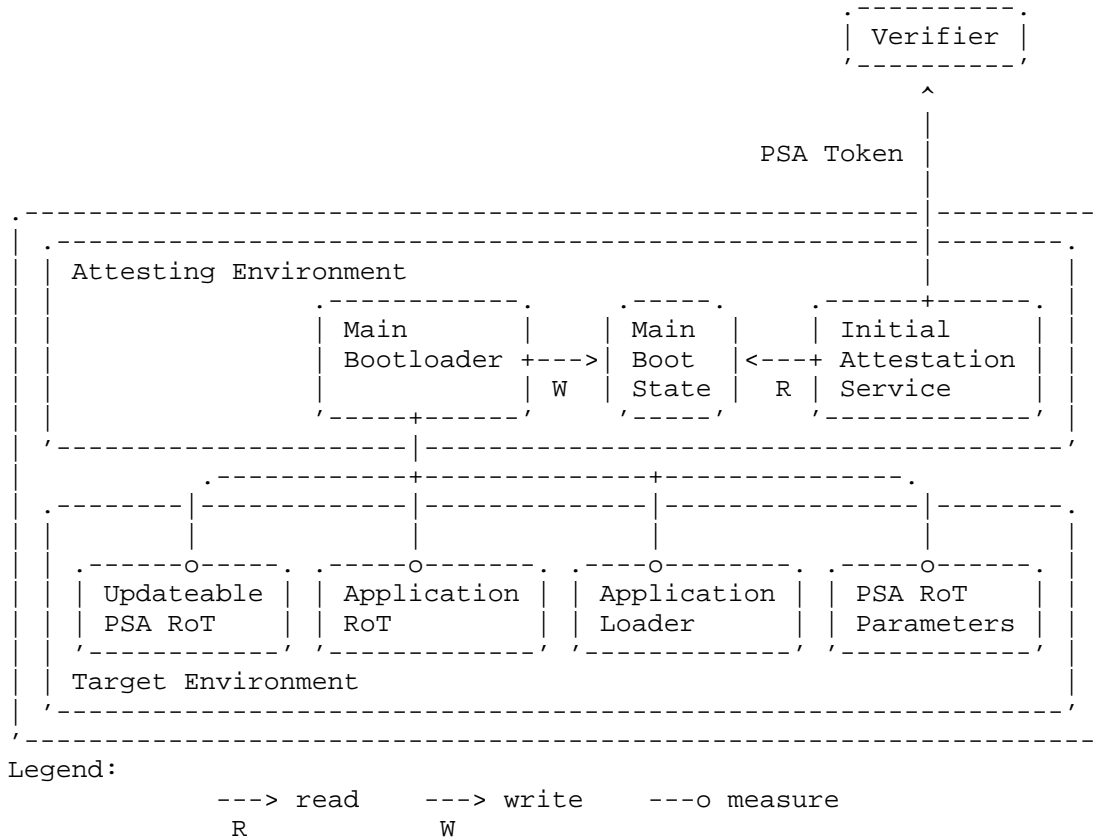 Verifier
PSA Token
Attesting Environment
Main Main Initial
Bootloader Boot Attestation
W State R Service
Updateable Application Application PSA RoT
PSA RoT RoT Loader Parameters
Target Environment
Legend:
---> read ---> write ---o measure
R W